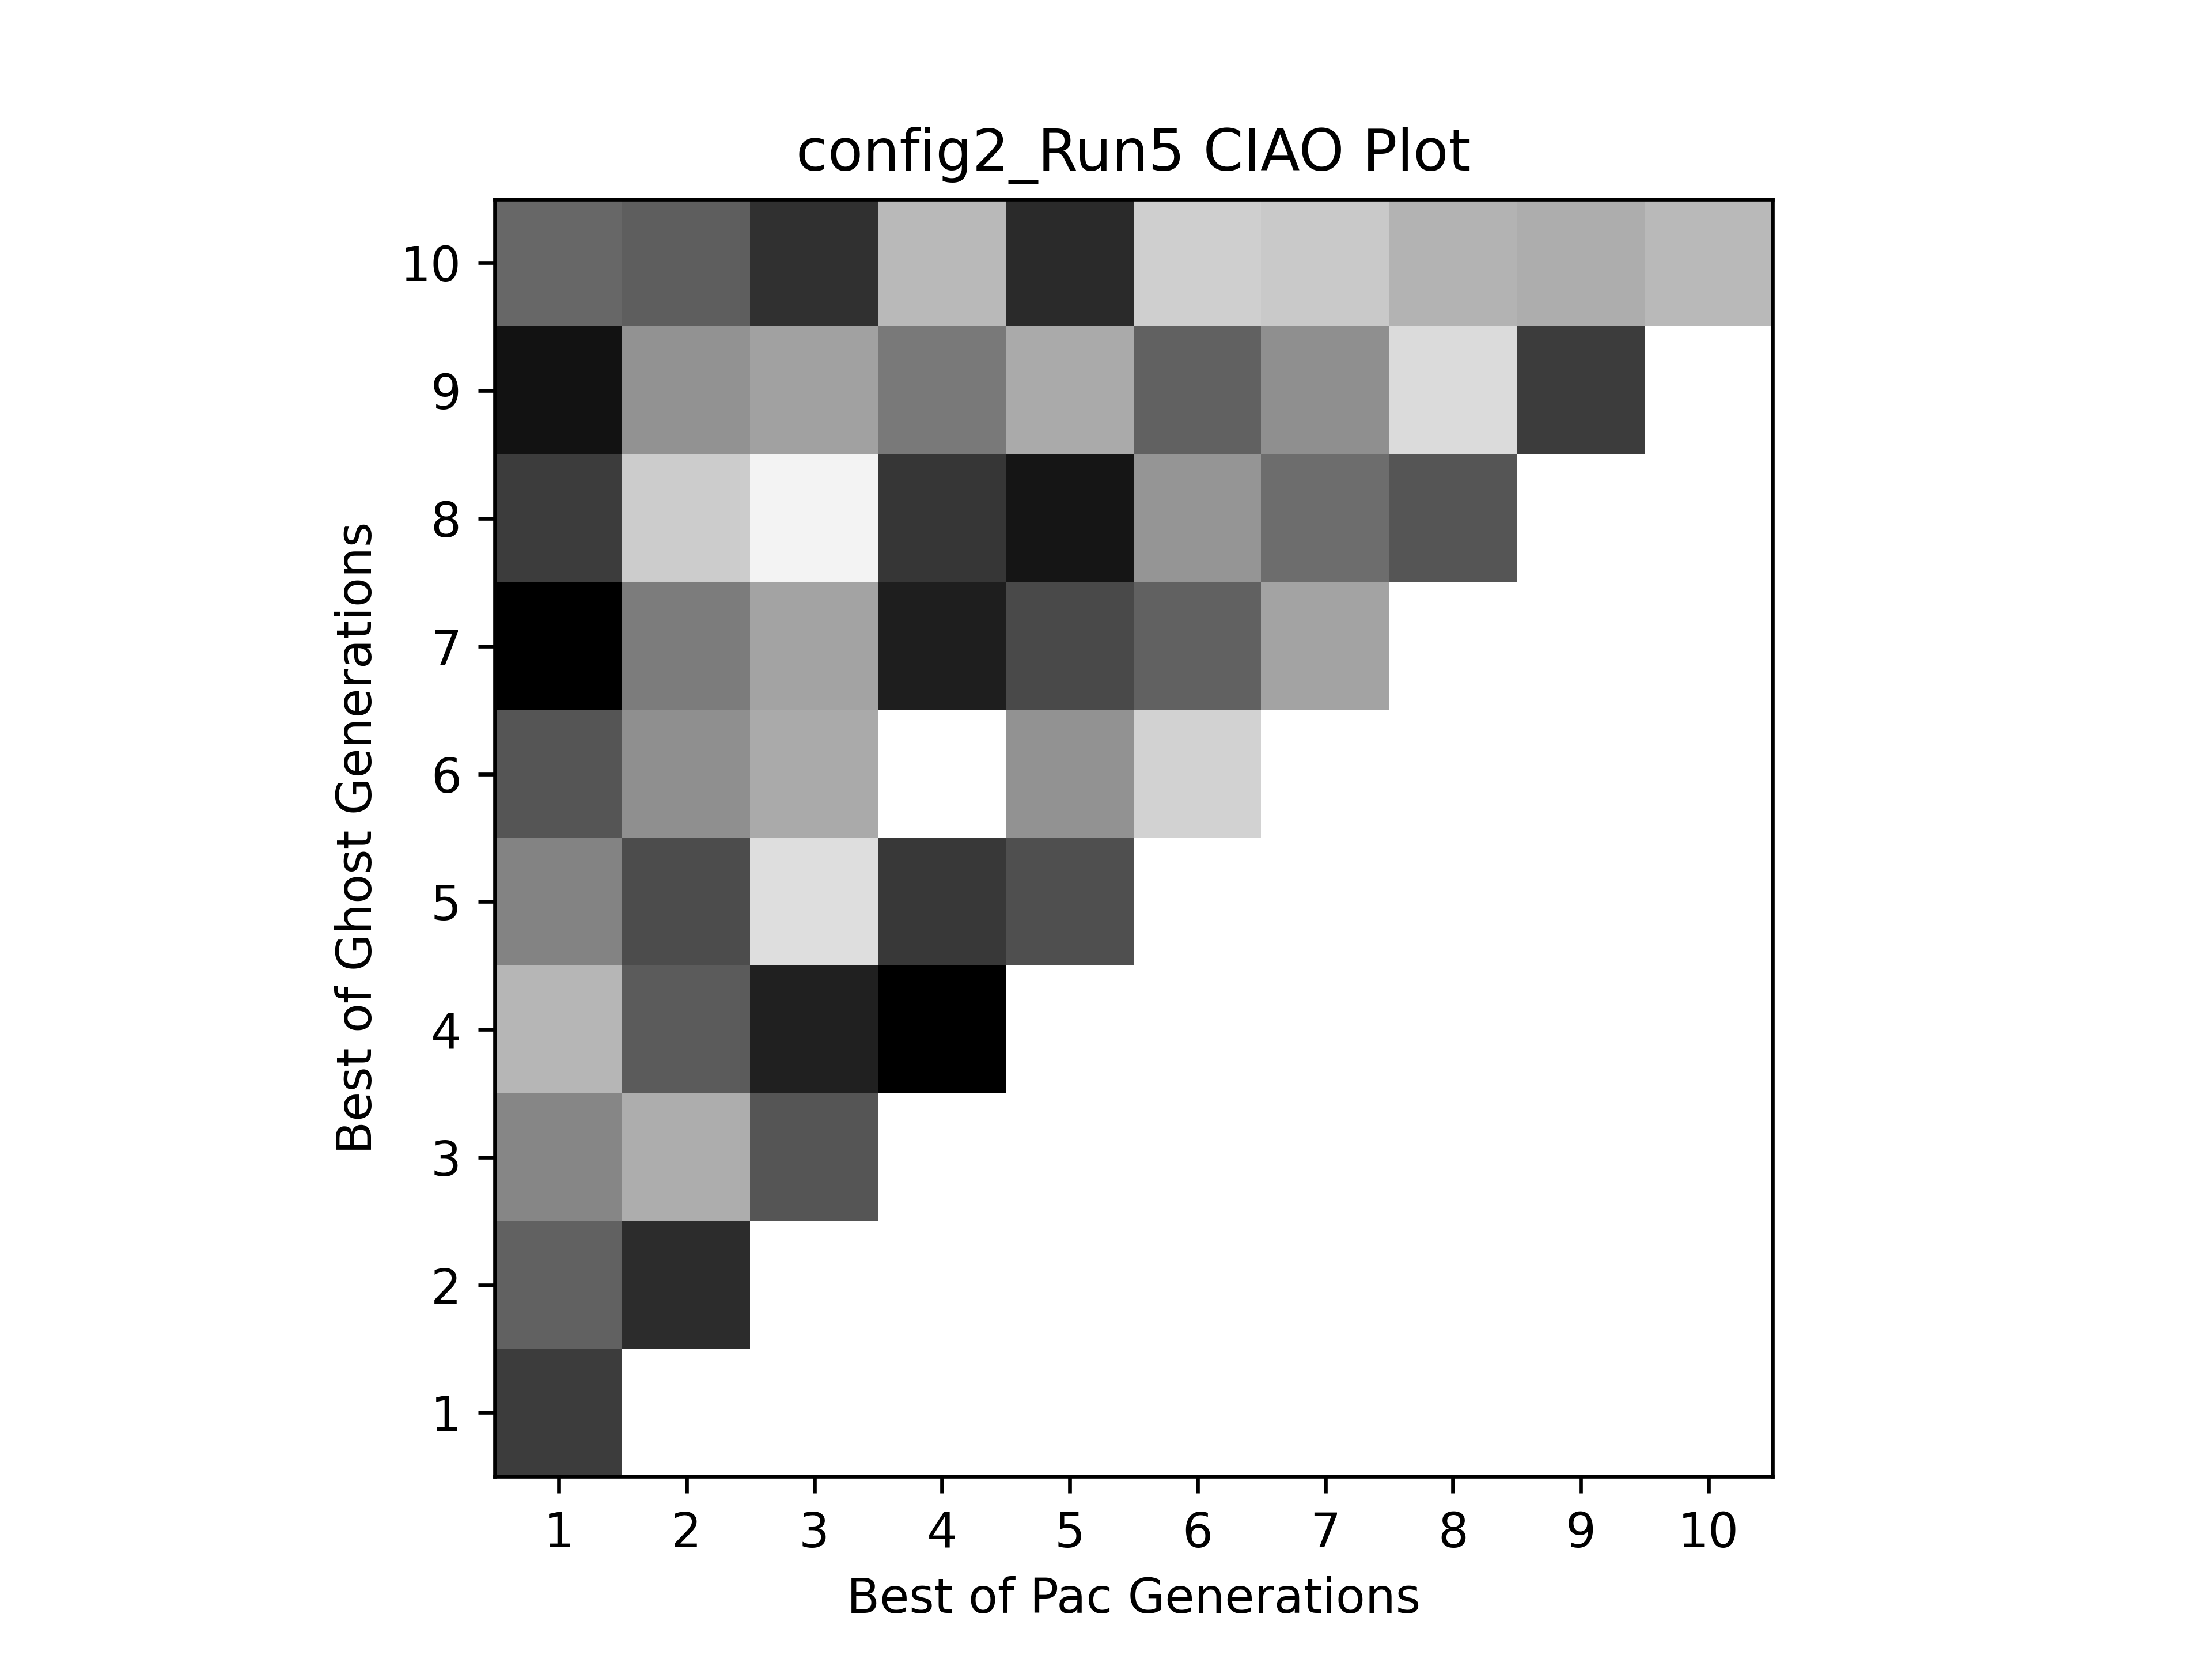 config2_Run5 CIAO Plot
Best of Ghost Generations
10
9
8
7
6
5
4
3
2
1
1 2 3 4 5 6 7 8 9 10
Best of Pac Generations